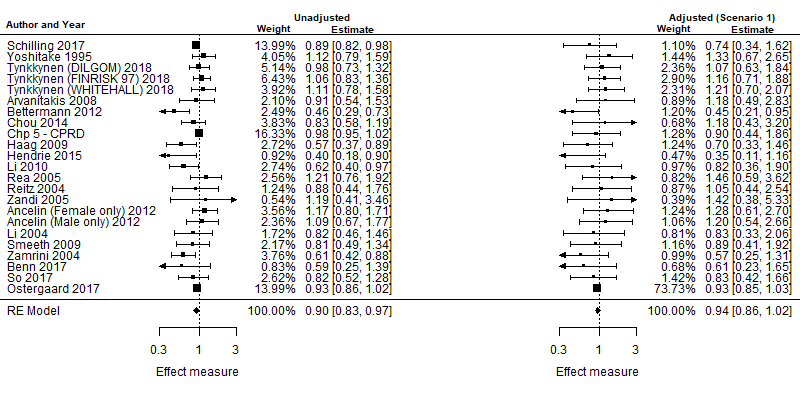 Unadjusted Adjusted (Scenario 1)
Author and Year Weight Estimate Weight Estimate
Schilling 2017 13.99% 0.89 [0.82, 0.98] 1.10% 0.74 [0.34, 1.62]
Yoshitake 1995 4.05% 1.12 [0.79, 1.59] 1.44% 1.33 [0.67, 2.65]
Tynkkynen (DILGOM) 2018 5.14% 0.98 [0.73, 1.32] 2.36% 1.07 [0.63, 1.84]
Tynkkynen (FINRISK 97) 2018 6.43% 1.06 [0.83, 1.36] 2.90% 1.16 [0.71, 1.88]
Tynkkynen (WHITEHALL) 2018 3.92% 1.11 [0.78, 1.58] 2.31% 1.21 [0.70, 2.07]
Arvanitakis 2008 2.10% 0.91 [0.54, 1.53] 0.89% 1.18 [0.49, 2.83]
Bettermann 2012 2.49% 0.46 [0.29, 0.73] 1.20% 0.45 [0.21, 0.95]
Chou 2014 3.83% 0.83 [0.58, 1.19] 0.68% 1.18 [0.43, 3.20]
Chp 5 - CPRD 16.33% 0.98 [0.95, 1.02] 1.28% 0.90 [0.44, 1.86]
Haag 2009 2.72% 0.57 [0.37, 0.89] 1.24% 0.70 [0.33, 1.46]
Hendrie 2015 0.92% 0.40 [0.18, 0.90] 0.47% 0.35 [0.11, 1.16]
Li 2010 2.74% 0.62 [0.40, 0.97] 0.97% 0.82 [0.36, 1.90]
Rea 2005 2.56% 1.21 [0.76, 1.92] 0.82% 1.46 [0.59, 3.62]
Reitz 2004 1.24% 0.88 [0.44, 1.76] 0.87% 1.05 [0.44, 2.54]
Zandi 2005 0.54% 1.19 [0.41, 3.46] 0.39% 1.42 [0.38, 5.33]
Ancelin (Female only) 2012 3.56% 1.17 [0.80, 1.71] 1.24% 1.28 [0.61, 2.70]
Ancelin (Male only) 2012 2.36% 1.09 [0.67, 1.77] 1.06% 1.20 [0.54, 2.66]
Li 2004 1.72% 0.82 [0.46, 1.46] 0.81% 0.83 [0.33, 2.06]
Smeeth 2009 2.17% 0.81 [0.49, 1.34] 1.16% 0.89 [0.41, 1.92]
Zamrini 2004 3.76% 0.61 [0.42, 0.88] 0.99% 0.57 [0.25, 1.31]
Benn 2017 0.83% 0.59 [0.25, 1.39] 0.68% 0.61 [0.23, 1.65]
So 2017 2.62% 0.82 [0.52, 1.28] 1.42% 0.83 [0.42, 1.66]
Ostergaard 2017 13.99% 0.93 [0.86, 1.02] 73.73% 0.93 [0.85, 1.03]
RE Model 100.00% 0.90 [0.83, 0.97] 100.00% 0.94 [0.86, 1.02]
0.3 1 3 0.3 1 3
Effect measure Effect measure